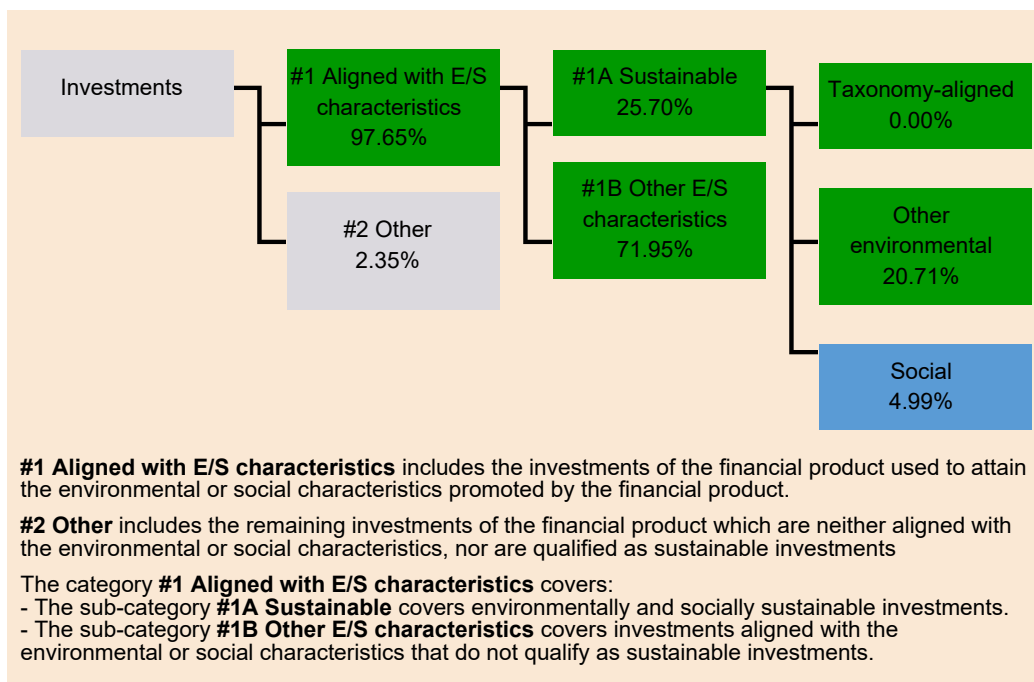 Investments
#1 Aligned with E/S
characteristics
97.65%
#2 Other
2.35%
#1A Sustainable
25.70%
#1B Other E/S
characteristics
71.95%
Taxonomy-aligned
0.00%
Other
environmental
20.71%
Social
4.99%
#1 Aligned with E/S characteristics includes the investments of the financial product used to attain
the environmental or social characteristics promoted by the financial product.
#2 Other includes the remaining investments of the financial product which are neither aligned with
the environmental or social characteristics, nor are qualified as sustainable investments
The category #1 Aligned with E/S characteristics covers:
- The sub-category #1A Sustainable covers environmentally and socially sustainable investments.
- The sub-category #1B Other E/S characteristics covers investments aligned with the
environmental or social characteristics that do not qualify as sustainable investments.